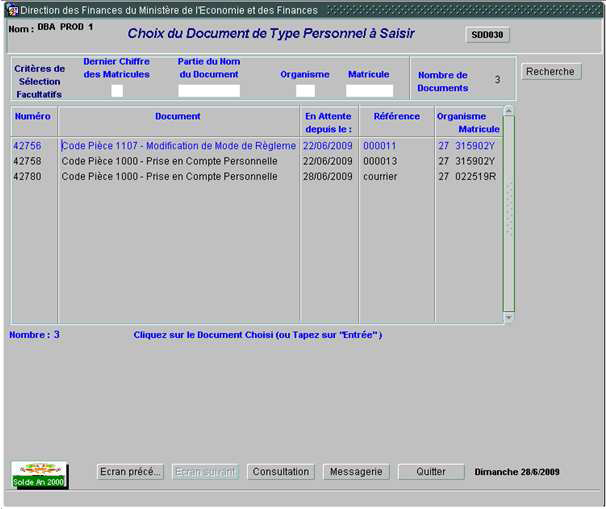 Direction des Finances du Ministère de l'Economie et des Finances
Nom : DBA PROD 1
Choix du Document de Type Personnel à Saisir
SDD030
Critères de Sélection Facultatifs
Dernier Chiffre des Matricules
Partie du Nom du Document
Organisme
Matricule
Nombre de Documents
3
Recherche
Numéro Document En Attente depuis le : Référence Organisme Matricule
42756 Code Pièce 1107 - Modification de Mode de Règleme 22/06/2009 000011 27 315902Y
42758 Code Pièce 1000 - Prise en Compte Personnelle 22/06/2009 000013 27 315902Y
42780 Code Pièce 1000 - Prise en Compte Personnelle 28/06/2009 courrier 27 022519R
Nombre : 3
Cliquez sur le Document Choisi (ou Tapez sur "Entrée" )
Solde An 2000
Ecran précé...
Ecran suivant
Consultation
Messagerie
Quitter
Dimanche 28/6/2009